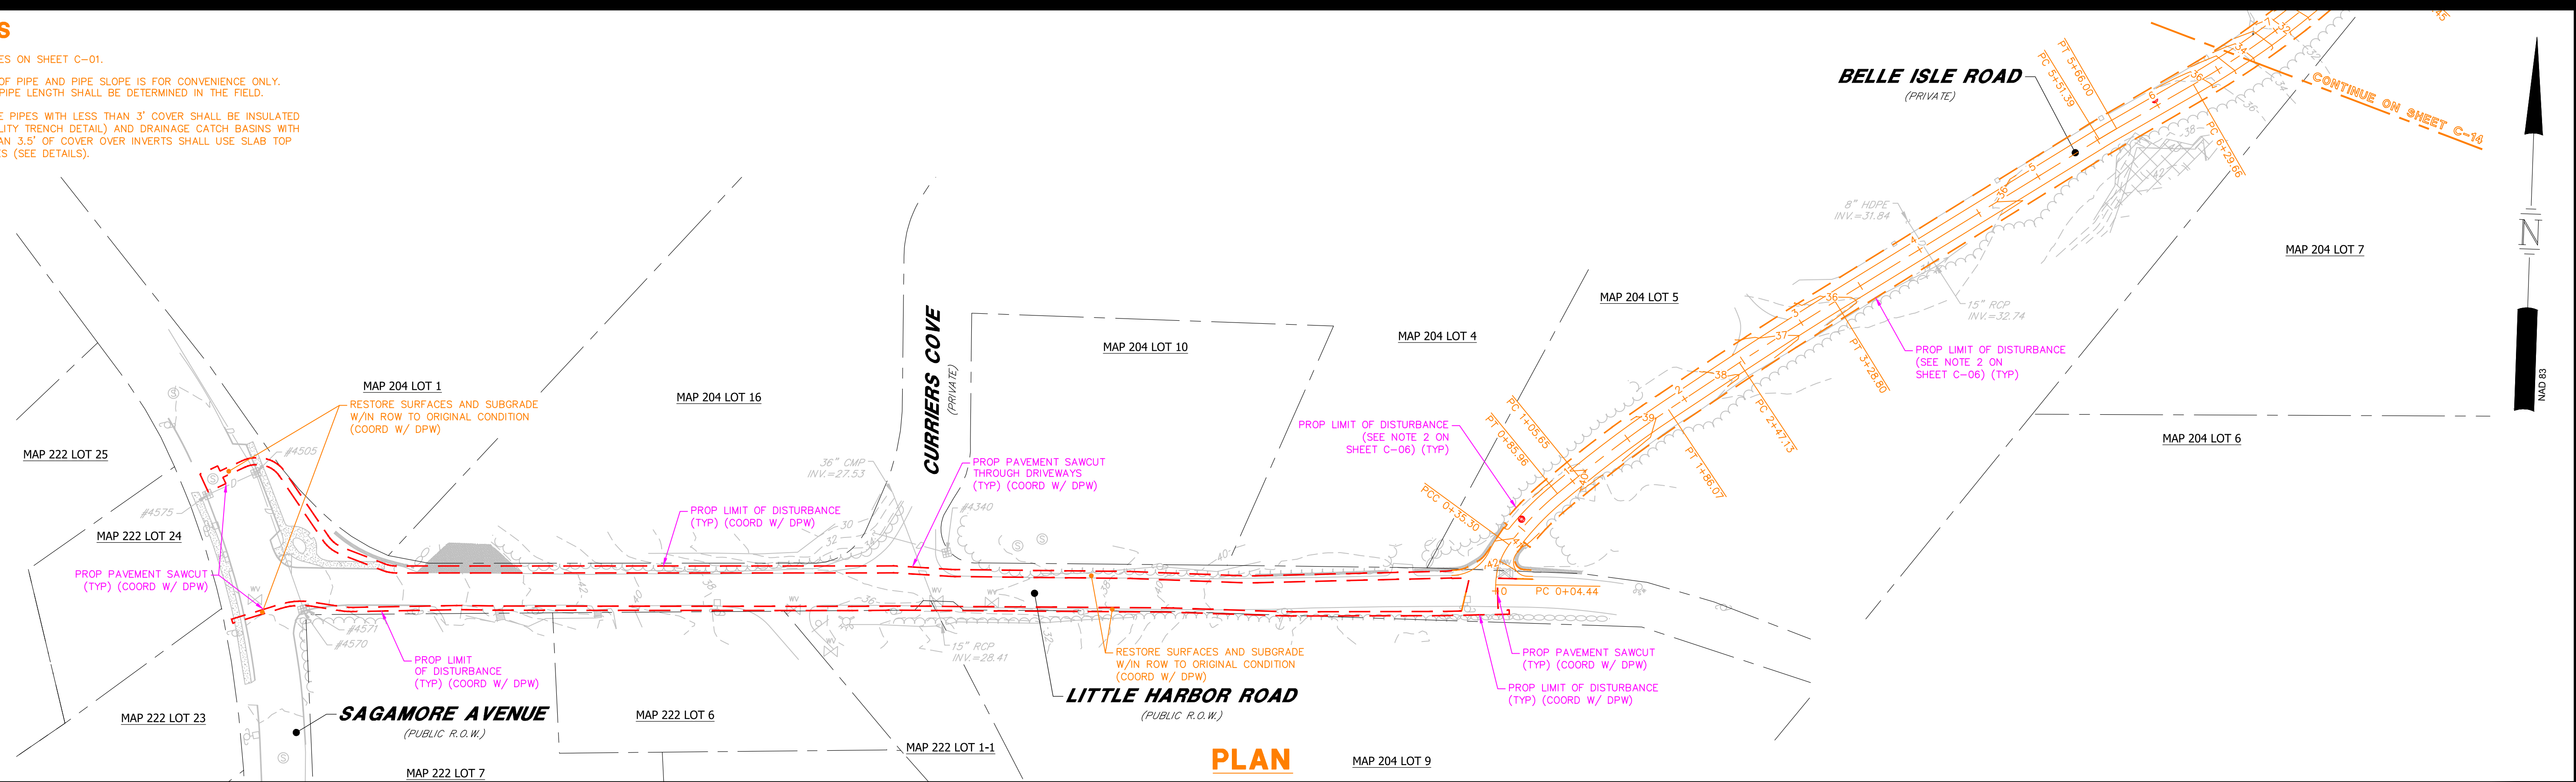 S
ES ON SHEET C-01.
OF PIPE AND PIPE SLOPE IS FOR CONVENIENCE ONLY.
PIPE LENGTH SHALL BE DETERMINED IN THE FIELD.
E PIPES WITH LESS THAN 3' COVER SHALL BE INSULATED
LITY TRENCH DETAIL) AND DRAINAGE CATCH BASINS WITH
AN 3.5' OF COVER OVER INVERTS SHALL USE SLAB TOP
ES (SEE DETAILS).
BELLE ISLE ROAD
(PRIVATE)
PT 5+66.00
PC 5+51.39
PC 6+29.66
CONTINUE ON SHEET C-14
N
NAD 83
MAP 204 LOT 7
8" HDPE
INV.=31.84
15" RCP
INV.=32.74
PROP LIMIT OF DISTURBANCE
(SEE NOTE 2 ON
SHEET C-06) (TYP)
MAP 204 LOT 6
MAP 204 LOT 5
MAP 204 LOT 4
MAP 204 LOT 10
CURRIERS COVE
(PRIVATE)
MAP 204 LOT 16
MAP 204 LOT 1
RESTORE SURFACES AND SUBGRADE
W/IN ROW TO ORIGINAL CONDITION
(COORD W/ DPW)
MAP 222 LOT 25
#4505
#4575
MAP 222 LOT 24
PROP PAVEMENT SAWCUT
(TYP) (COORD W/ DPW)
36" CMP
INV.=27.53
PROP PAVEMENT SAWCUT
THROUGH DRIVEWAYS
(TYP) (COORD W/ DPW)
#4340
PROP LIMIT OF DISTURBANCE
(TYP) (COORD W/ DPW)
PROP LIMIT OF DISTURBANCE
(SEE NOTE 2 ON
SHEET C-06) (TYP)
PC 1+05.65
PT 0+85.96
PCC 0+35.30
PT 3+28.80
PC 2+47.13
PT 1+86.07
PC 0+04.44
30
32
34
36
38
40
42
WV
#4571
#4570
PROP LIMIT
OF DISTURBANCE
(TYP) (COORD W/ DPW)
15" RCP
INV.=28.41
RESTORE SURFACES AND SUBGRADE
W/IN ROW TO ORIGINAL CONDITION
(COORD W/ DPW)
PROP PAVEMENT SAWCUT
(TYP) (COORD W/ DPW)
PROP LIMIT OF DISTURBANCE
(TYP) (COORD W/ DPW)
LITTLE HARBOR ROAD
(PUBLIC R.O.W.)
SAGAMORE AVENUE
(PUBLIC R.O.W.)
MAP 222 LOT 23
MAP 222 LOT 6
MAP 222 LOT 1-1
MAP 222 LOT 7
PLAN
MAP 204 LOT 9